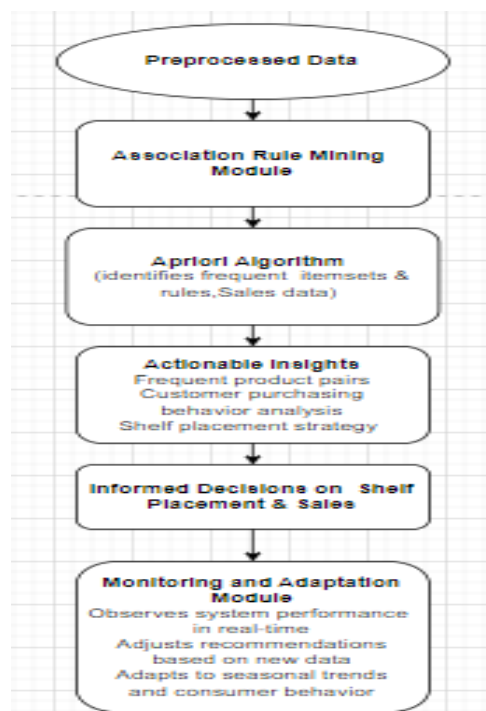 Preprocessed Data
Association Rule Mining
Module
Apriori Algorithm
(identifies frequent itemsets &
rules,Sales data)
Actionable Insights
Frequent product pairs
Customer purchasing
behavior analysis
Shelf placement strategy
Informed Decisions on Shelf
Placement & Sales
Monitoring and Adaptation
Module
Observes system performance
in real-time
Adjusts recommendations
based on new data
Adapts to seasonal trends
and consumer behavior